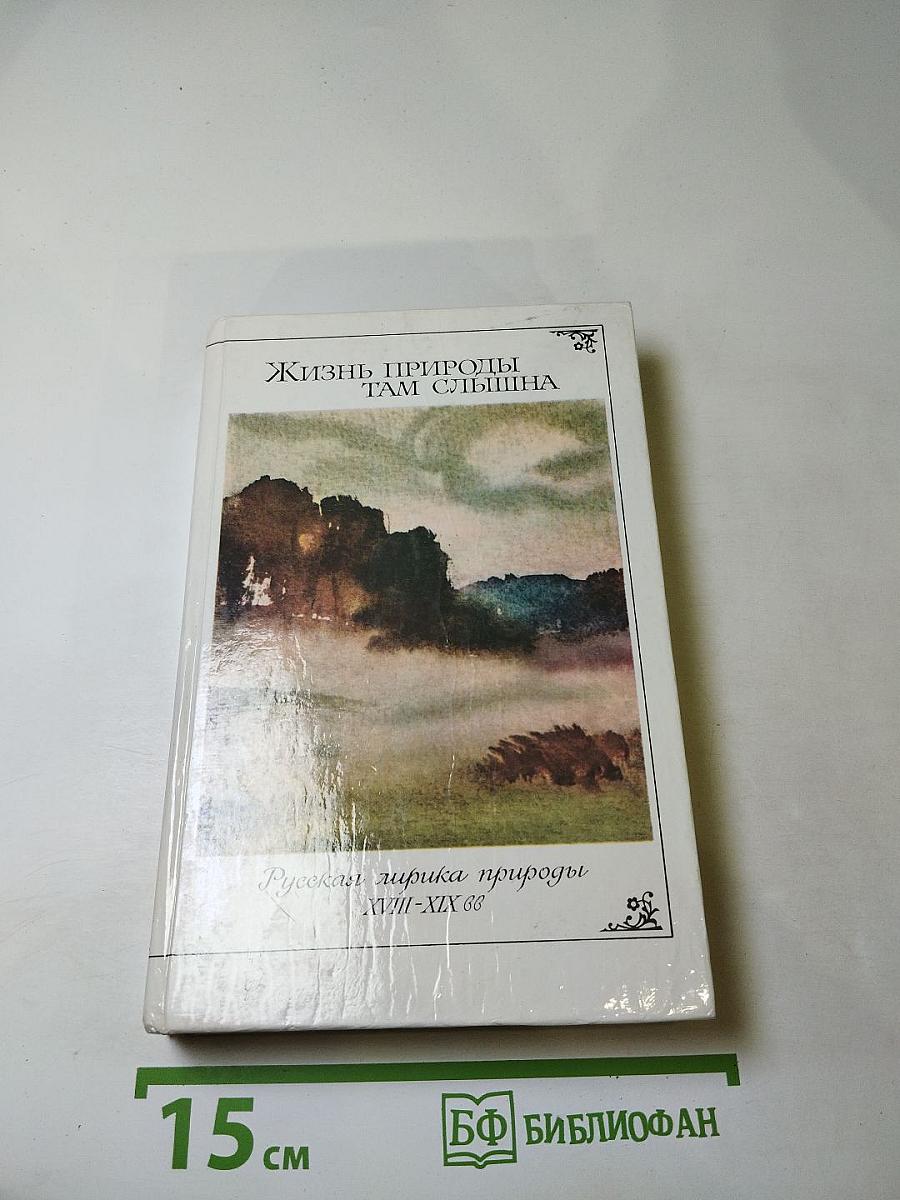 Жизнь природы
там слышна
Русская лирика природы
XVIII-XIX вв
15 см
БФ БИБЛИОФАН